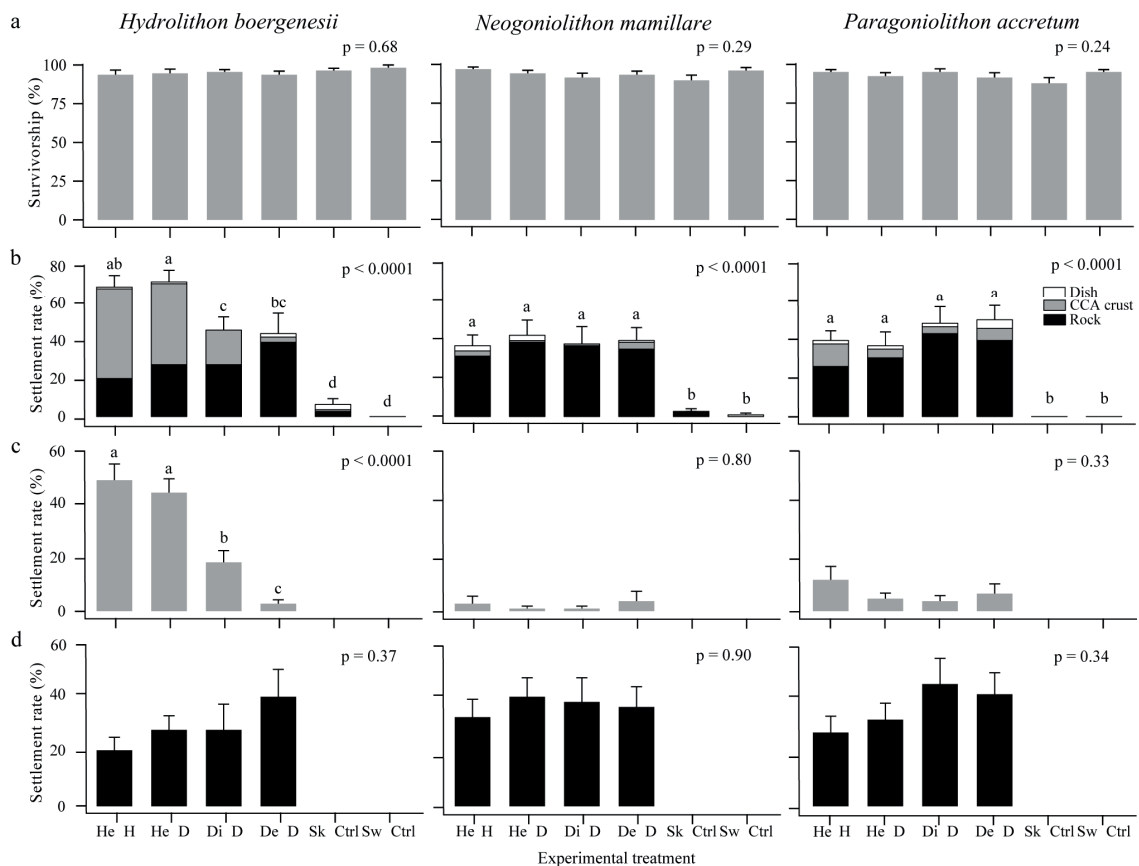 a
Hydrolithon boergenesii
Neogoniolithon mamillare
Paragoniolithon accretum
p = 0.68
p = 0.29
p = 0.24
Survivorship (%)
100
75
50
25
0
b
p < 0.0001
p < 0.0001
p < 0.0001
Dish
CCA crust
Rock
Settlement rate (%)
80
60
40
20
0
ab a c bc d d
a a a a b b
a a a a b b
c
p < 0.0001
p = 0.80
p = 0.33
Settlement rate (%)
60
40
20
0
a a b c
d
p = 0.37
p = 0.90
p = 0.34
Settlement rate (%)
60
40
20
0
He H He D Di D De D Sk Ctrl Sw Ctrl
He H He D Di D De D Sk Ctrl Sw Ctrl
He H He D Di D De D Sk Ctrl Sw Ctrl
Experimental treatment